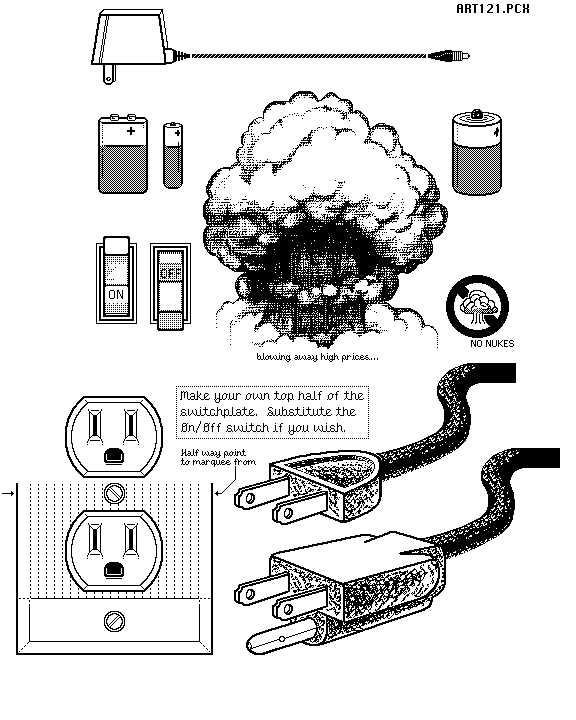 ART121.PCX
+
+
ON
OFF
NO NUKES
blowing away high prices...
Make your own top half of the
switchplate. Substitute the
On/Off switch if you wish.
Half way point
to marquee from